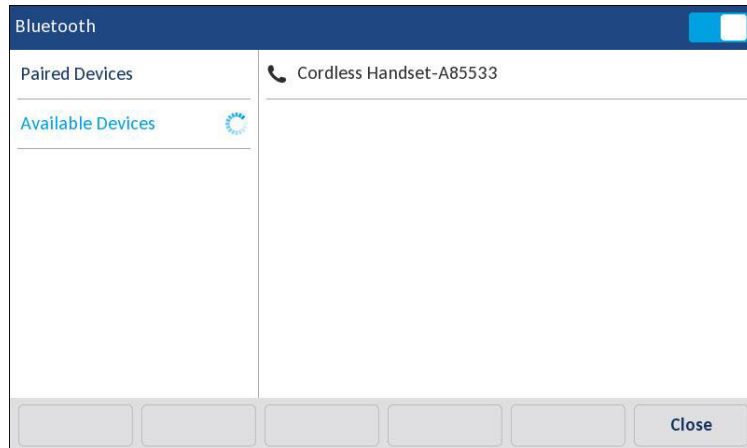 Bluetooth
Paired Devices
Available Devices
Cordless Handset-A85533
Close